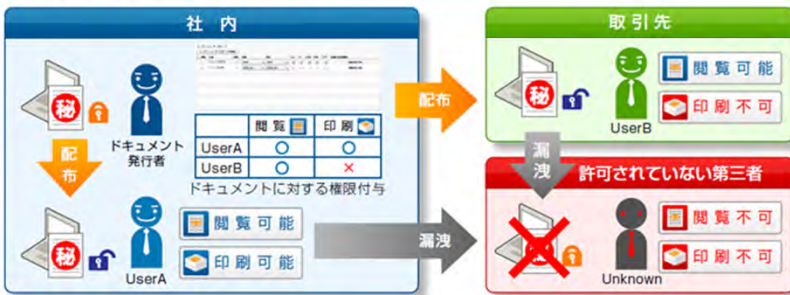 社内
秘
ドキュメント
発行者
配布
閲覧 印刷
UserA ○ ○
UserB ○ ×
ドキュメントに対する権限付与
配
布
秘
UserA
閲覧可能
印刷可能
漏洩
取引先
秘
UserB
閲覧可能
印刷不可
漏
洩
許可されていない第三者
Unknown
閲覧不可
印刷不可